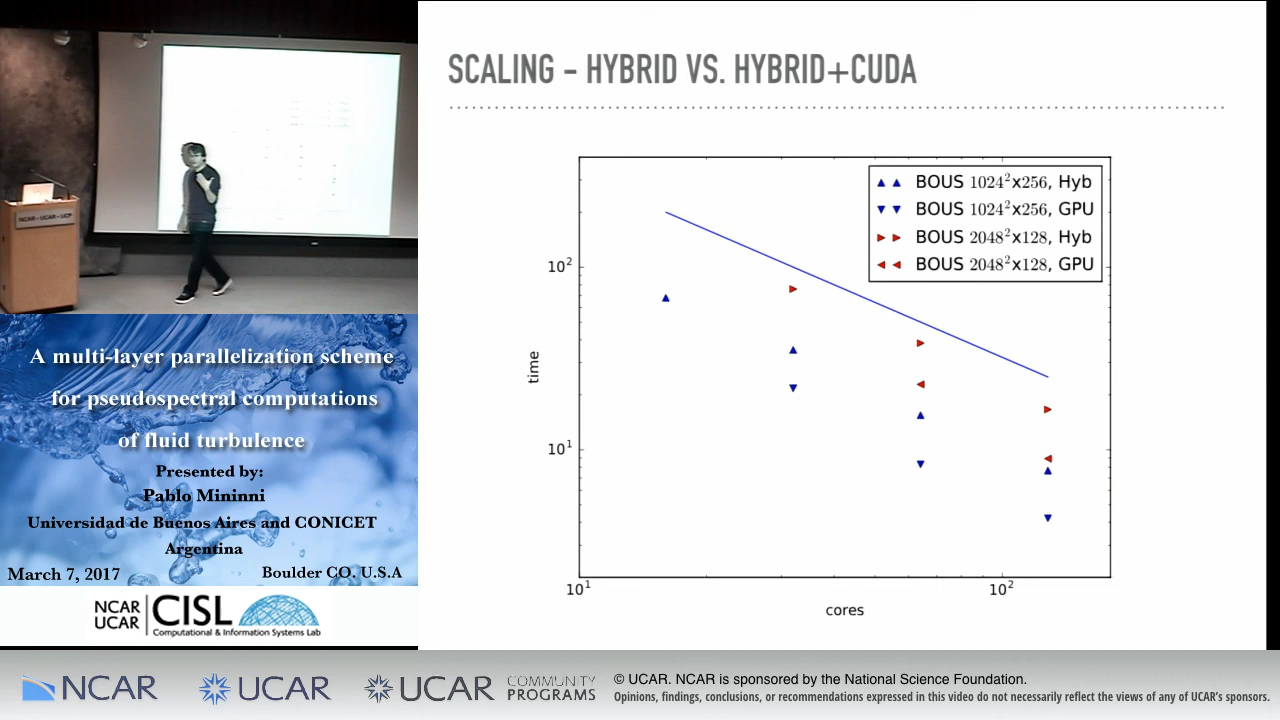 SCALING – HYBRID VS. HYBRID+CUDA
BOUS 1024²x256, Hyb
BOUS 1024²x256, GPU
BOUS 2048²x128, Hyb
BOUS 2048²x128, GPU
10²
10¹
time
10¹
10²
cores
NCAR • UCAR • UCP
A multi-layer parallelization scheme
for pseudospectral computations
of fluid turbulence
Presented by:
Pablo Mininni
Universidad de Buenos Aires and CONICET
Argentina
March 7, 2017
Boulder CO. U.S.A
NCAR
UCAR
CISL
Computational & Information Systems Lab
NCAR
UCAR
UCAR
COMMUNITY
PROGRAMS
© UCAR. NCAR is sponsored by the National Science Foundation.
Opinions, findings, conclusions, or recommendations expressed in this video do not necessarily reflect the views of any of UCAR's sponsors.